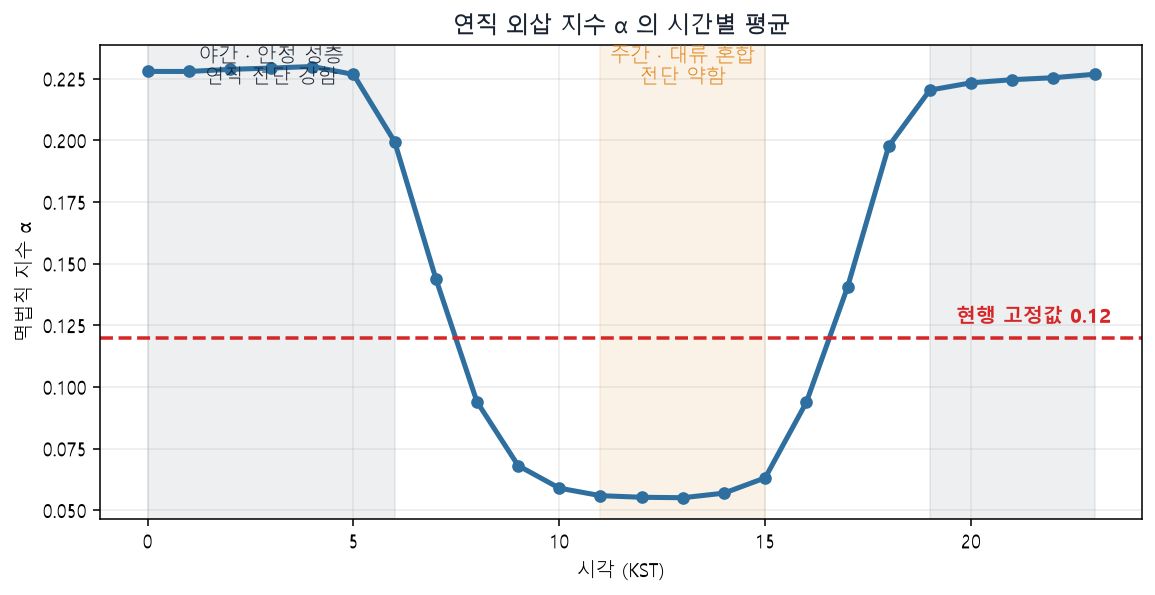 연직 외삽 지수 α 의 시간별 평균
야간 · 안정 성층
연직 전단 강함
주간 · 대류 혼합
전단 약함
현행 고정값 0.12
멱법칙 지수 α
0.225
0.200
0.175
0.150
0.125
0.100
0.075
0.050
0
5
10
15
20
시각 (KST)